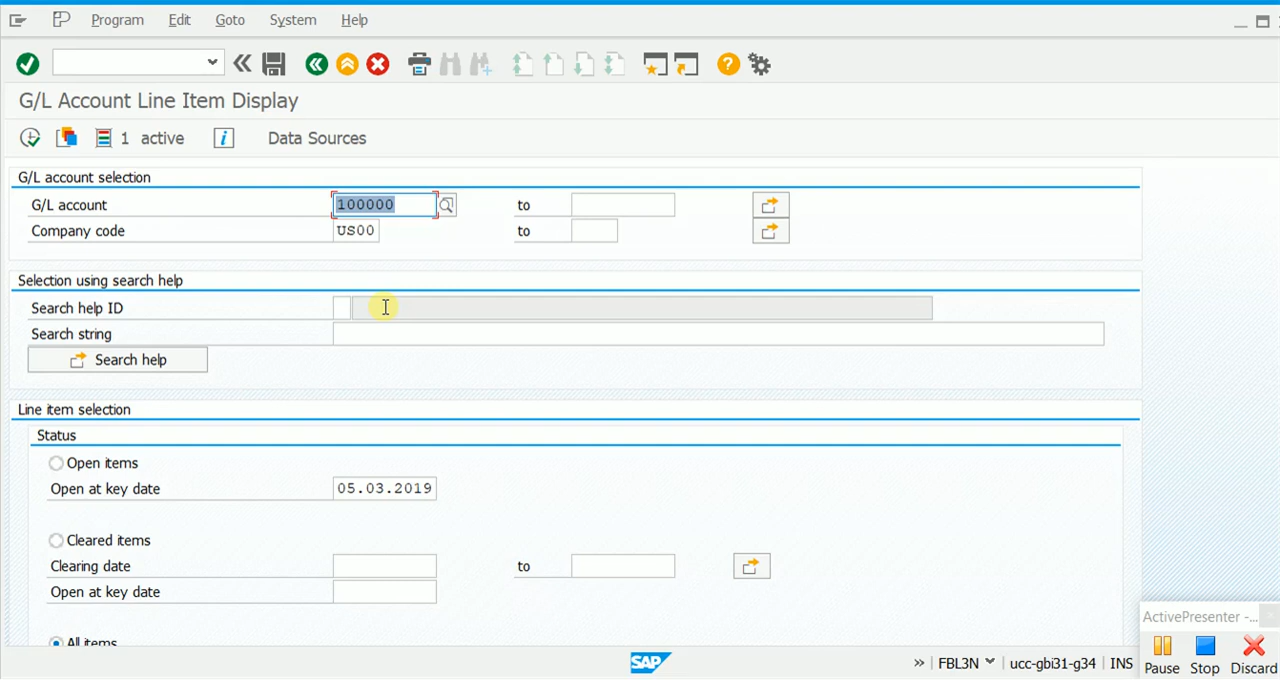 Program Edit Goto System Help
G/L Account Line Item Display
1 active Data Sources
G/L account selection
G/L account 100000 to
Company code US00 to
Selection using search help
Search help ID
Search string
Search help
Line item selection
Status
Open items
Open at key date 05.03.2019
Cleared items
Clearing date to
Open at key date
All items
ActivePresenter -...
Pause Stop Discard
SAP » FBL3N ucc-gbi31-g34 INS